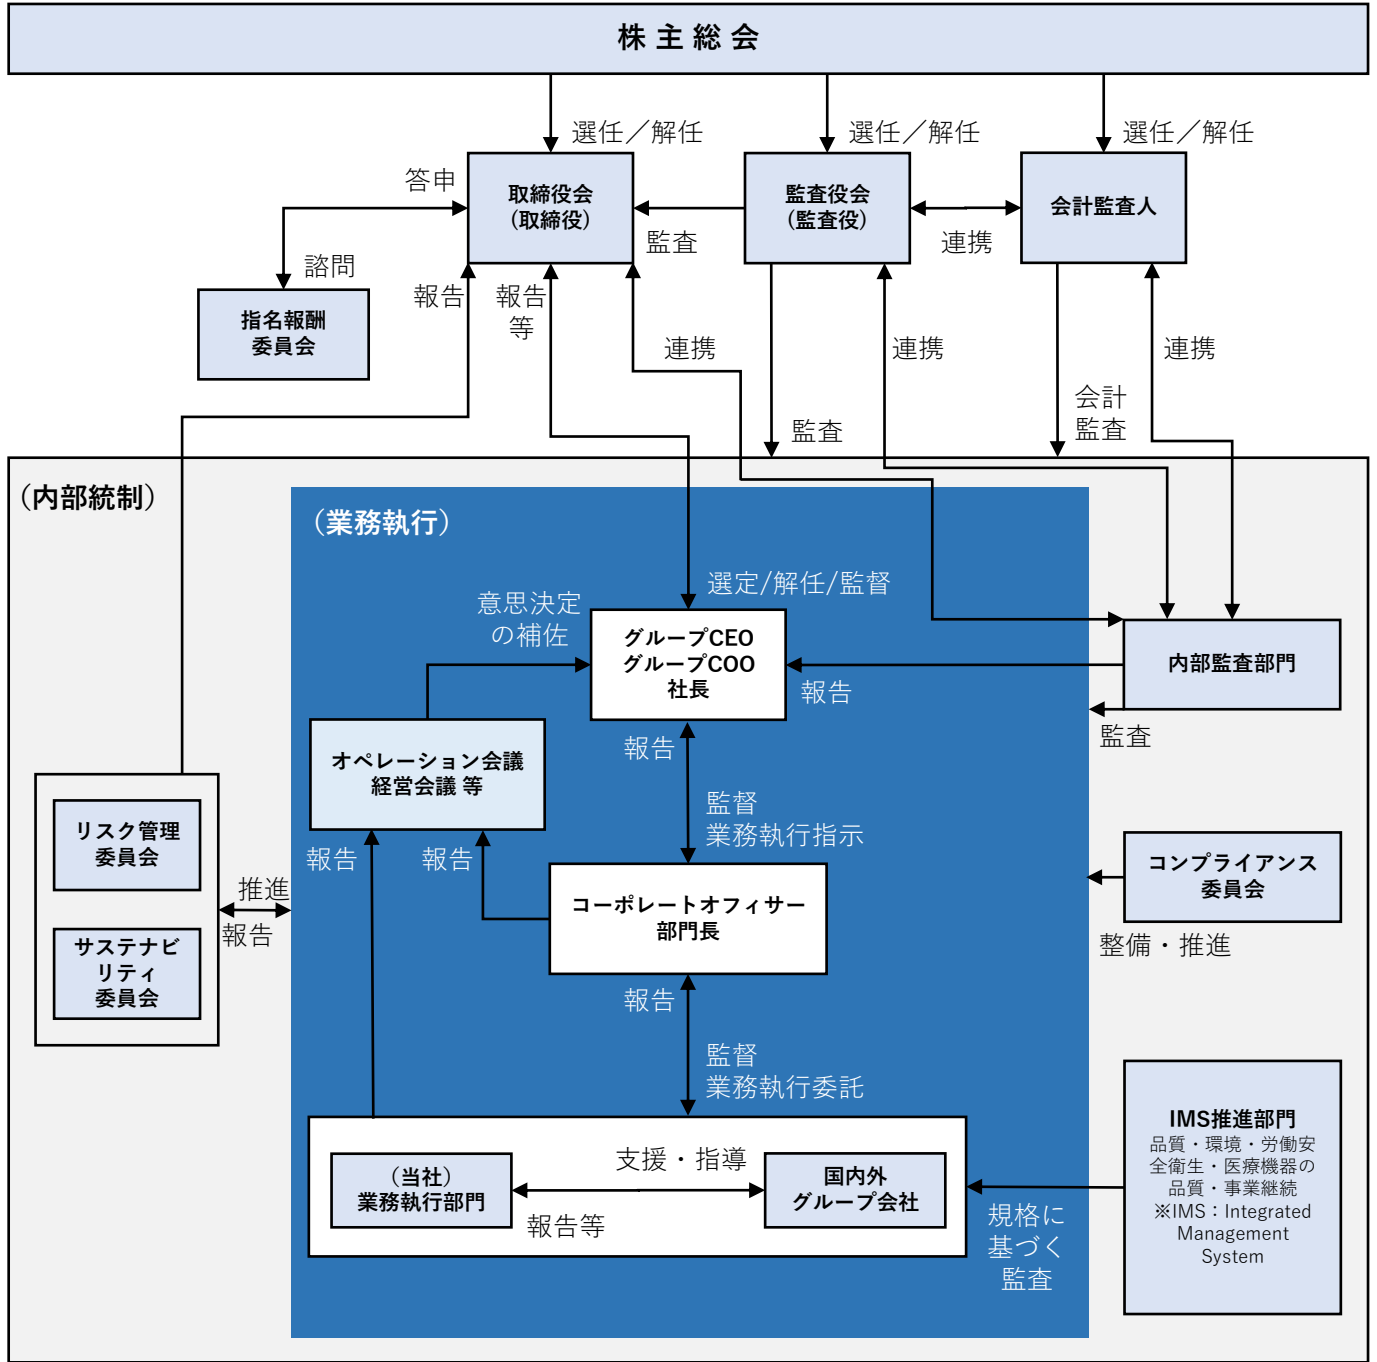 株主総会
選任／解任
選任／解任
選任／解任
答申
取締役会
(取締役)
監査役会
(監査役)
会計監査人
監査
連携
諮問
報告
報告
等
指名報酬
委員会
連携
連携
連携
会計
監査
監査
（内部統制）
（業務執行）
選定/解任/監督
意思決定
の補佐
グループCEO
グループCOO
社長
内部監査部門
報告
監査
報告
オペレーション会議
経営会議 等
監督
業務執行指示
リスク管理
委員会
報告
報告
コンプライアンス
委員会
推進
報告
コーポレートオフィサー
部門長
整備・推進
サステナビ
リティ
委員会
報告
監督
業務執行委託
IMS推進部門
品質・環境・労働安
全衛生・医療機器の
品質・事業継続
※IMS：Integrated
Management
System
支援・指導
（当社）
業務執行部門
国内外
グループ会社
報告等
規格に
基づく
監査